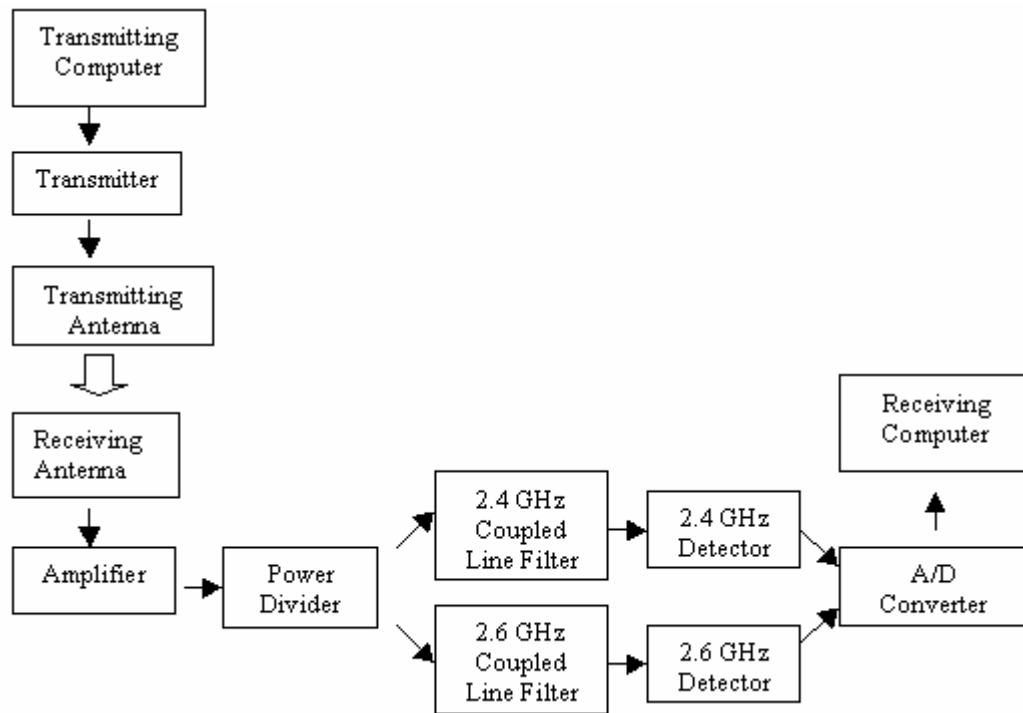 Transmitting
Computer
Transmitter
Transmitting
Antenna
Receiving
Antenna
Amplifier
Power
Divider
2.4 GHz
Coupled
Line Filter
2.4 GHz
Detector
2.6 GHz
Coupled
Line Filter
2.6 GHz
Detector
A/D
Converter
Receiving
Computer